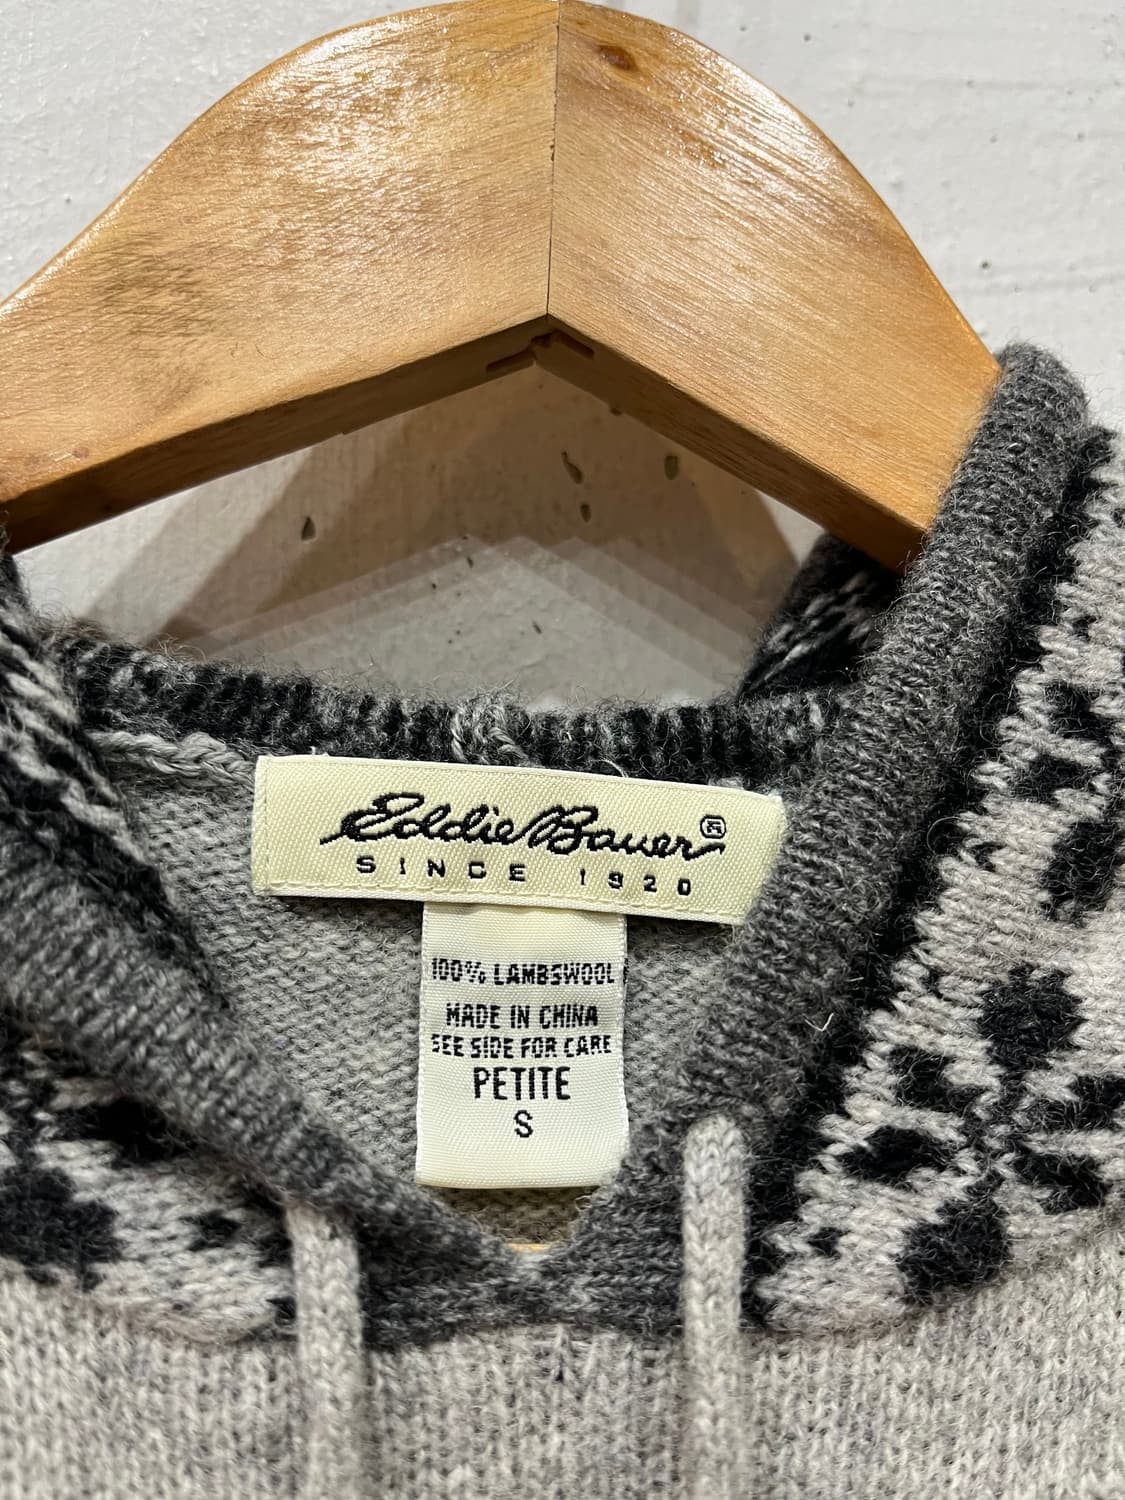 Eddie Bauer®
SINCE 1920
100% LAMBSWOOL
MADE IN CHINA
SEE SIDE FOR CARE
PETITE
S